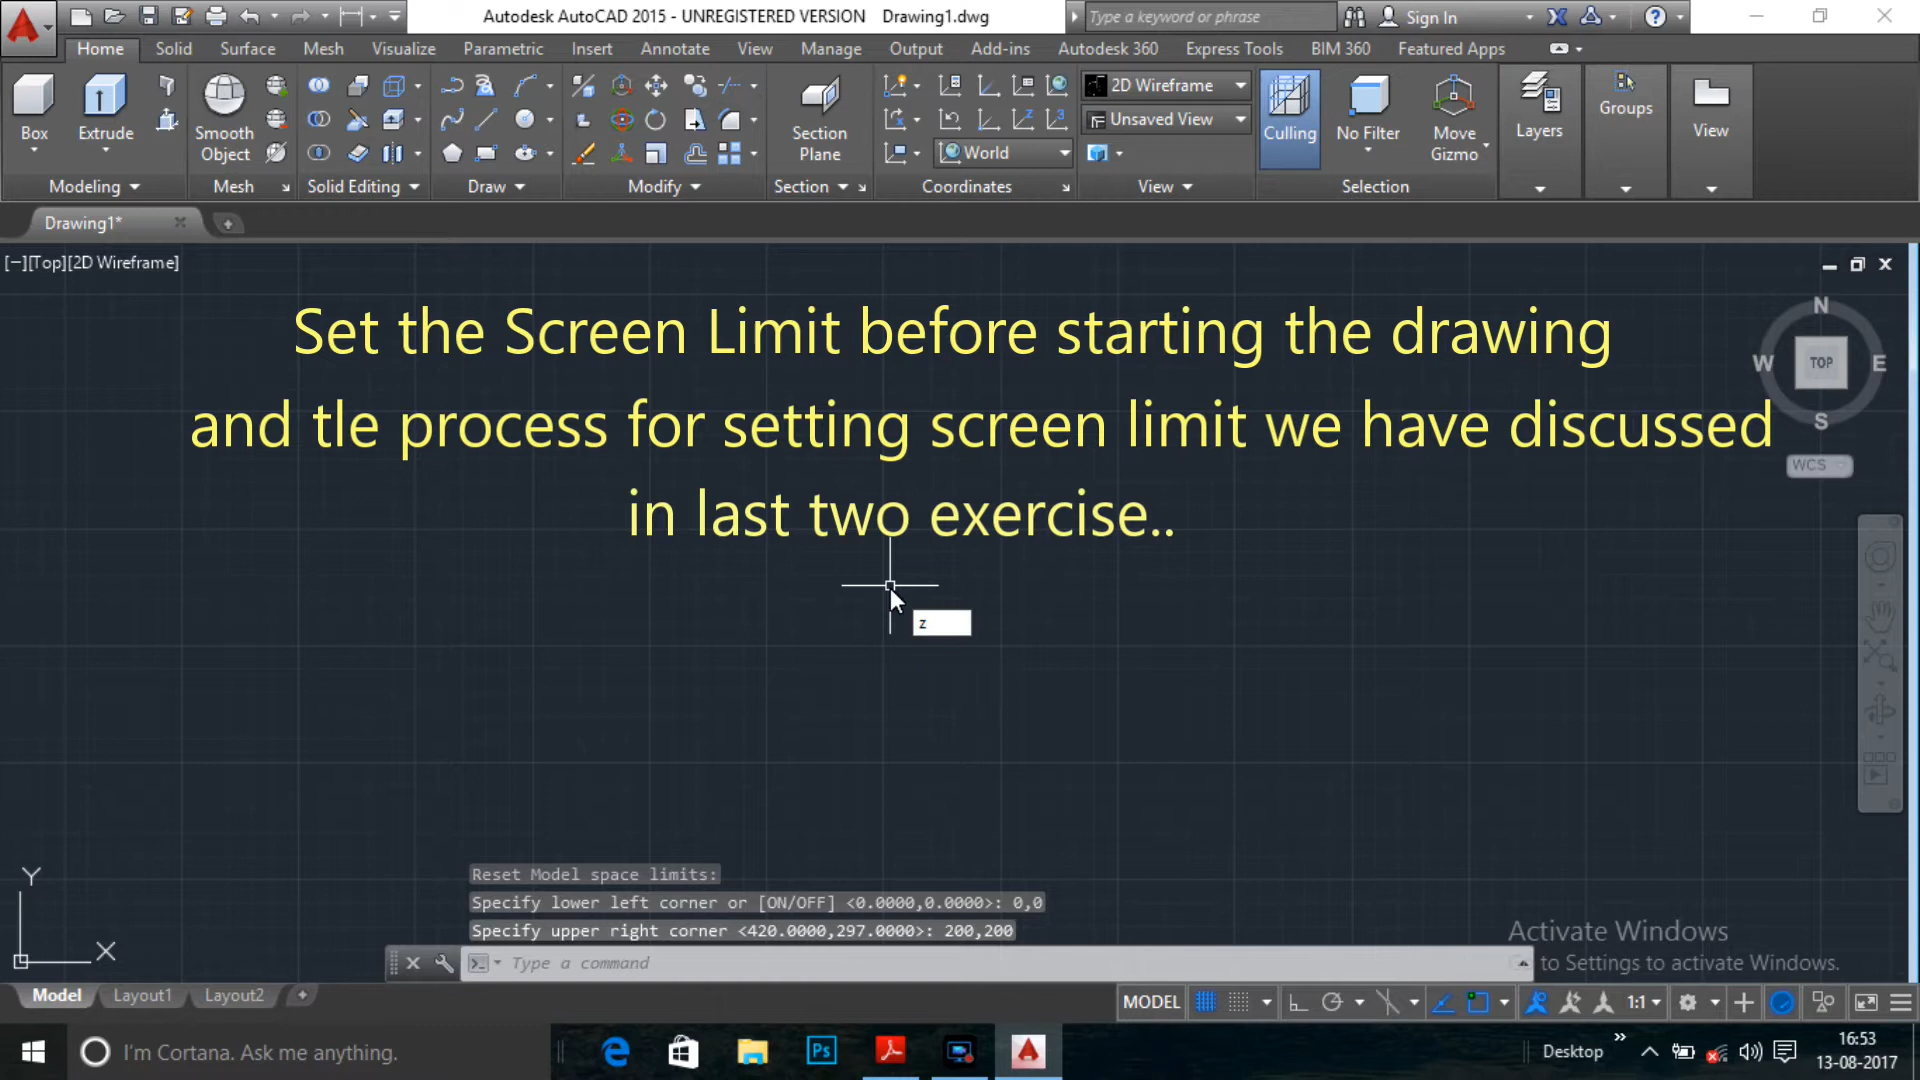 Autodesk AutoCAD 2015 - UNREGISTERED VERSION Drawing1.dwg
Type a keyword or phrase
Sign In
Home Solid Surface Mesh Visualize Parametric Insert Annotate View Manage Output Add-ins Autodesk 360 Express Tools BIM 360 Featured Apps
Box
Extrude
Smooth
Object
Section
Plane
2D Wireframe
Unsaved View
World
Culling
No Filter
Move
Gizmo
Layers
Groups
View
Modeling Mesh Solid Editing Draw Modify Section Coordinates View Selection
Drawing1*
[−][Top][2D Wireframe]
Set the Screen Limit before starting the drawing
and tle process for setting screen limit we have discussed
in last two exercise..
N
W TOP E
S
WCS
z
Y
X
Reset Model space limits:
Specify lower left corner or [ON/OFF] <0.0000,0.0000>: 0,0
Specify upper right corner <420.0000,297.0000>: 200,200
Type a command
Activate Windows
to Settings to activate Windows.
Model Layout1 Layout2
MODEL
1:1
I'm Cortana. Ask me anything.
Ps
Desktop
16:53
13-08-2017